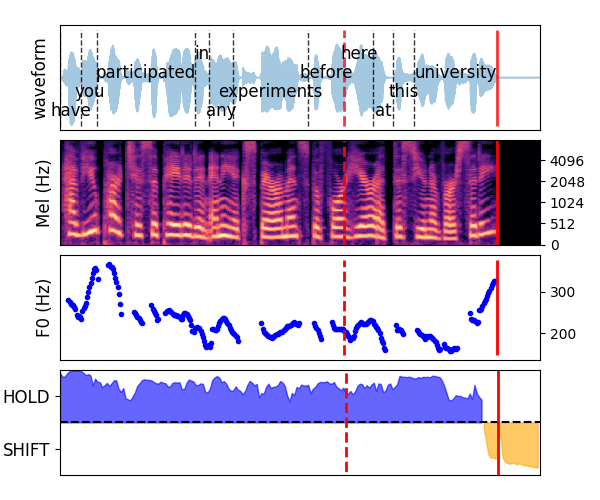 in here
participated before university
you experiments this
have any at
waveform
Mel (Hz)
4096
2048
1024
512
0
F0 (Hz)
300
200
HOLD
SHIFT